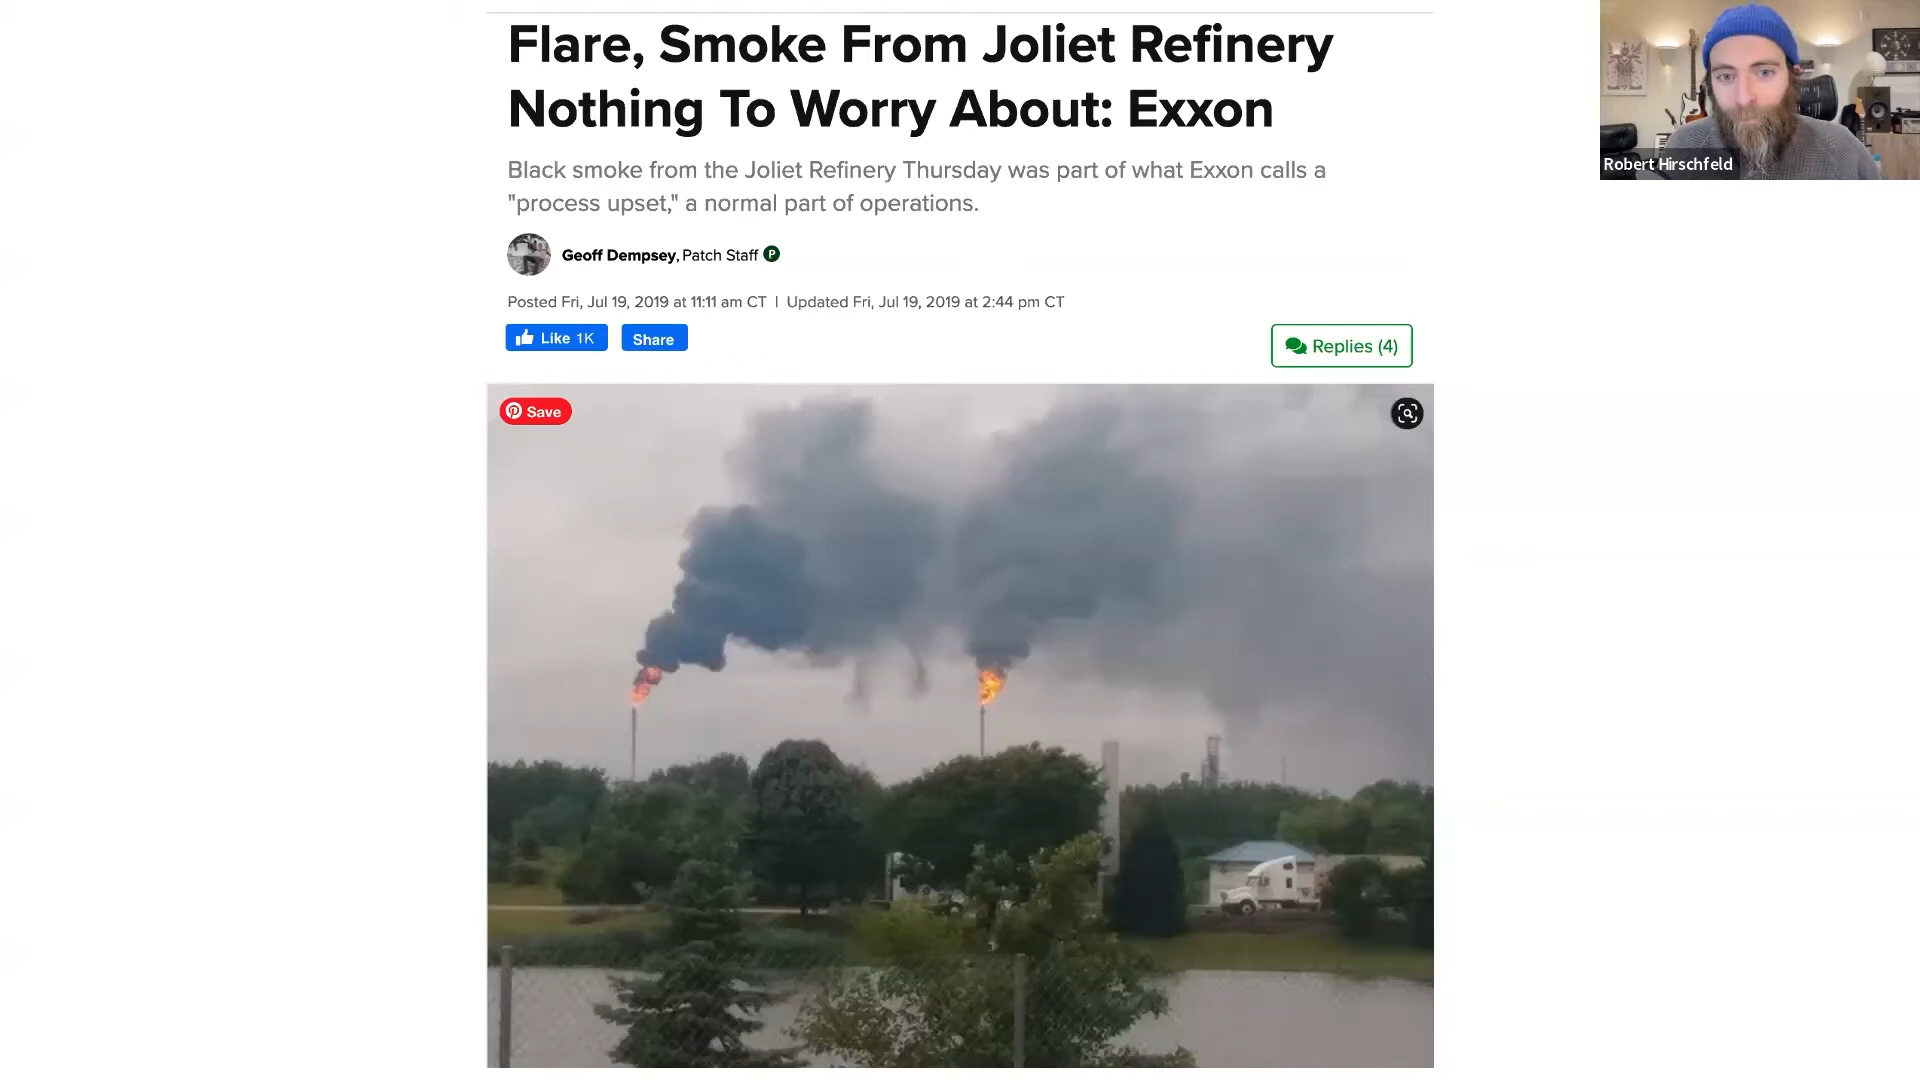 Flare, Smoke From Joliet Refinery
Nothing To Worry About: Exxon
Black smoke from the Joliet Refinery Thursday was part of what Exxon calls a
"process upset," a normal part of operations.
Geoff Dempsey, Patch Staff P
Posted Fri, Jul 19, 2019 at 11:11 am CT | Updated Fri, Jul 19, 2019 at 2:44 pm CT
Like 1K Share
Replies (4)
Save
Robert Hirschfeld